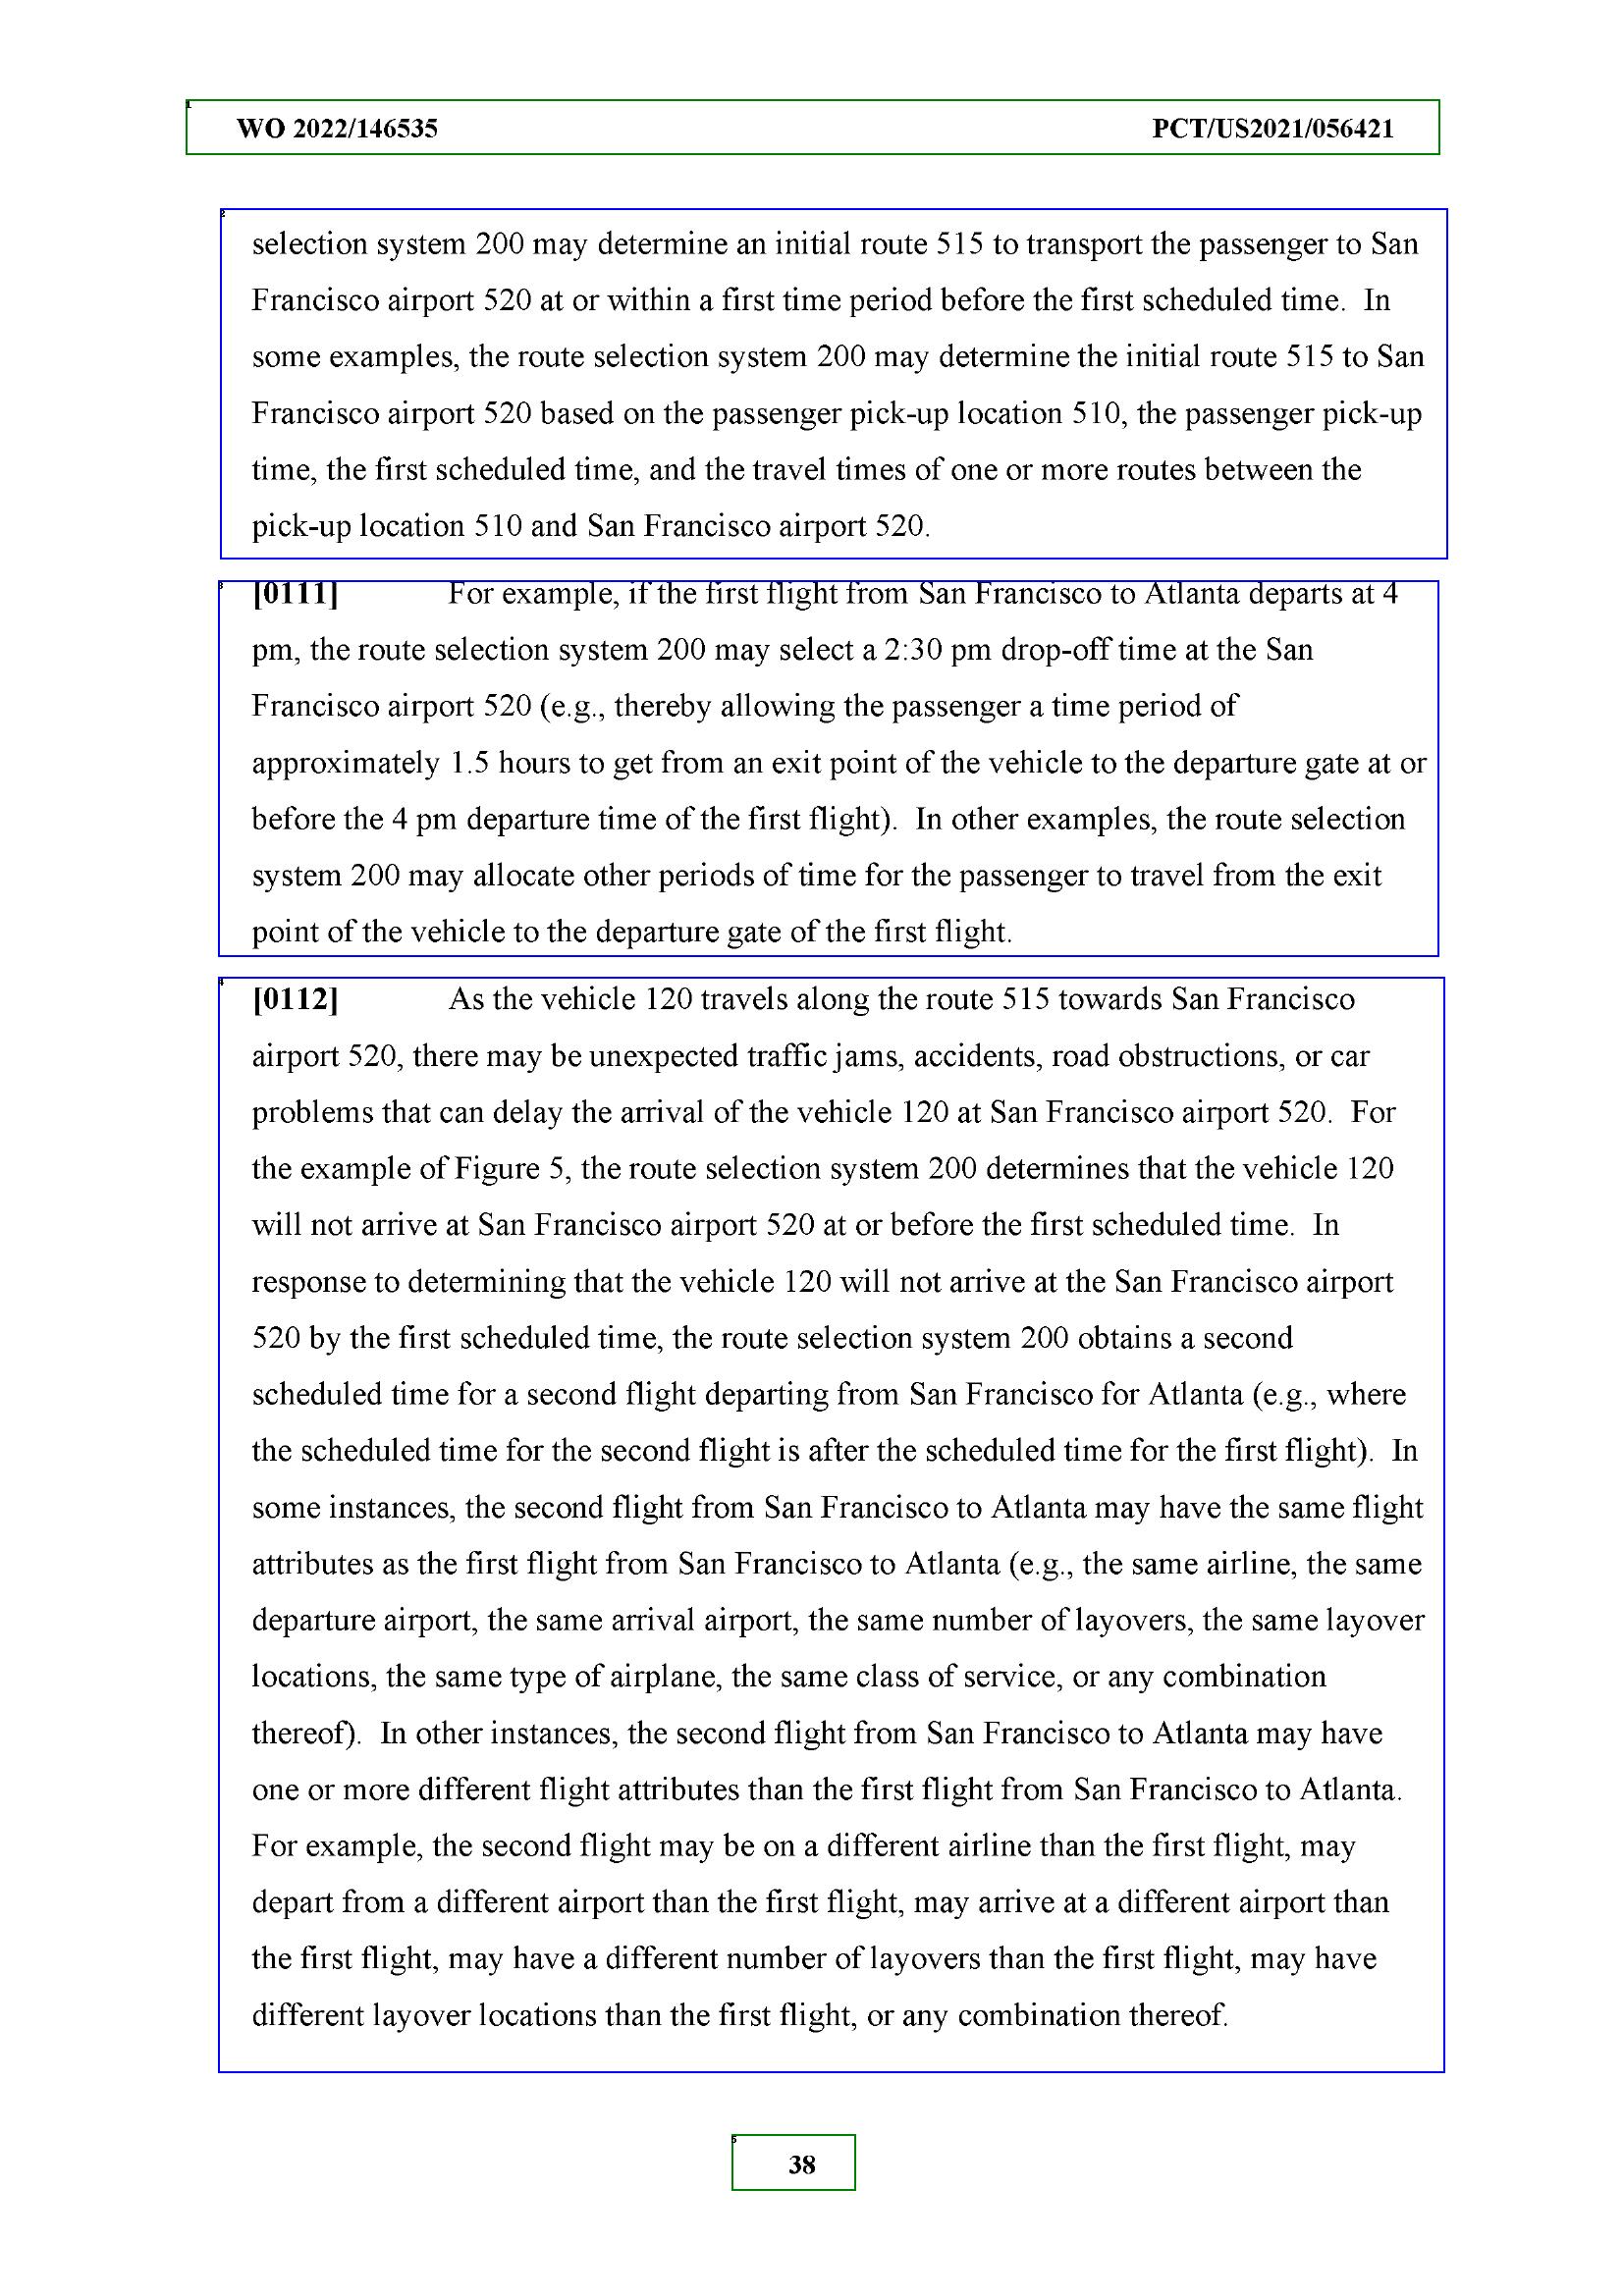 WO 2022/146535 PCT/US2021/056421
selection system 200 may determine an initial route 515 to transport the passenger to San
Francisco airport 520 at or within a first time period before the first scheduled time.  In
some examples, the route selection system 200 may determine the initial route 515 to San
Francisco airport 520 based on the passenger pick-up location 510, the passenger pick-up
time, the first scheduled time, and the travel times of one or more routes between the
pick-up location 510 and San Francisco airport 520.
[0111] For example, if the first flight from San Francisco to Atlanta departs at 4
pm, the route selection system 200 may select a 2:30 pm drop-off time at the San
Francisco airport 520 (e.g., thereby allowing the passenger a time period of
approximately 1.5 hours to get from an exit point of the vehicle to the departure gate at or
before the 4 pm departure time of the first flight).  In other examples, the route selection
system 200 may allocate other periods of time for the passenger to travel from the exit
point of the vehicle to the departure gate of the first flight.
[0112] As the vehicle 120 travels along the route 515 towards San Francisco
airport 520, there may be unexpected traffic jams, accidents, road obstructions, or car
problems that can delay the arrival of the vehicle 120 at San Francisco airport 520.  For
the example of Figure 5, the route selection system 200 determines that the vehicle 120
will not arrive at San Francisco airport 520 at or before the first scheduled time.  In
response to determining that the vehicle 120 will not arrive at the San Francisco airport
520 by the first scheduled time, the route selection system 200 obtains a second
scheduled time for a second flight departing from San Francisco for Atlanta (e.g., where
the scheduled time for the second flight is after the scheduled time for the first flight).  In
some instances, the second flight from San Francisco to Atlanta may have the same flight
attributes as the first flight from San Francisco to Atlanta (e.g., the same airline, the same
departure airport, the same arrival airport, the same number of layovers, the same layover
locations, the same type of airplane, the same class of service, or any combination
thereof).  In other instances, the second flight from San Francisco to Atlanta may have
one or more different flight attributes than the first flight from San Francisco to Atlanta.
For example, the second flight may be on a different airline than the first flight, may
depart from a different airport than the first flight, may arrive at a different airport than
the first flight, may have a different number of layovers than the first flight, may have
different layover locations than the first flight, or any combination thereof.
38